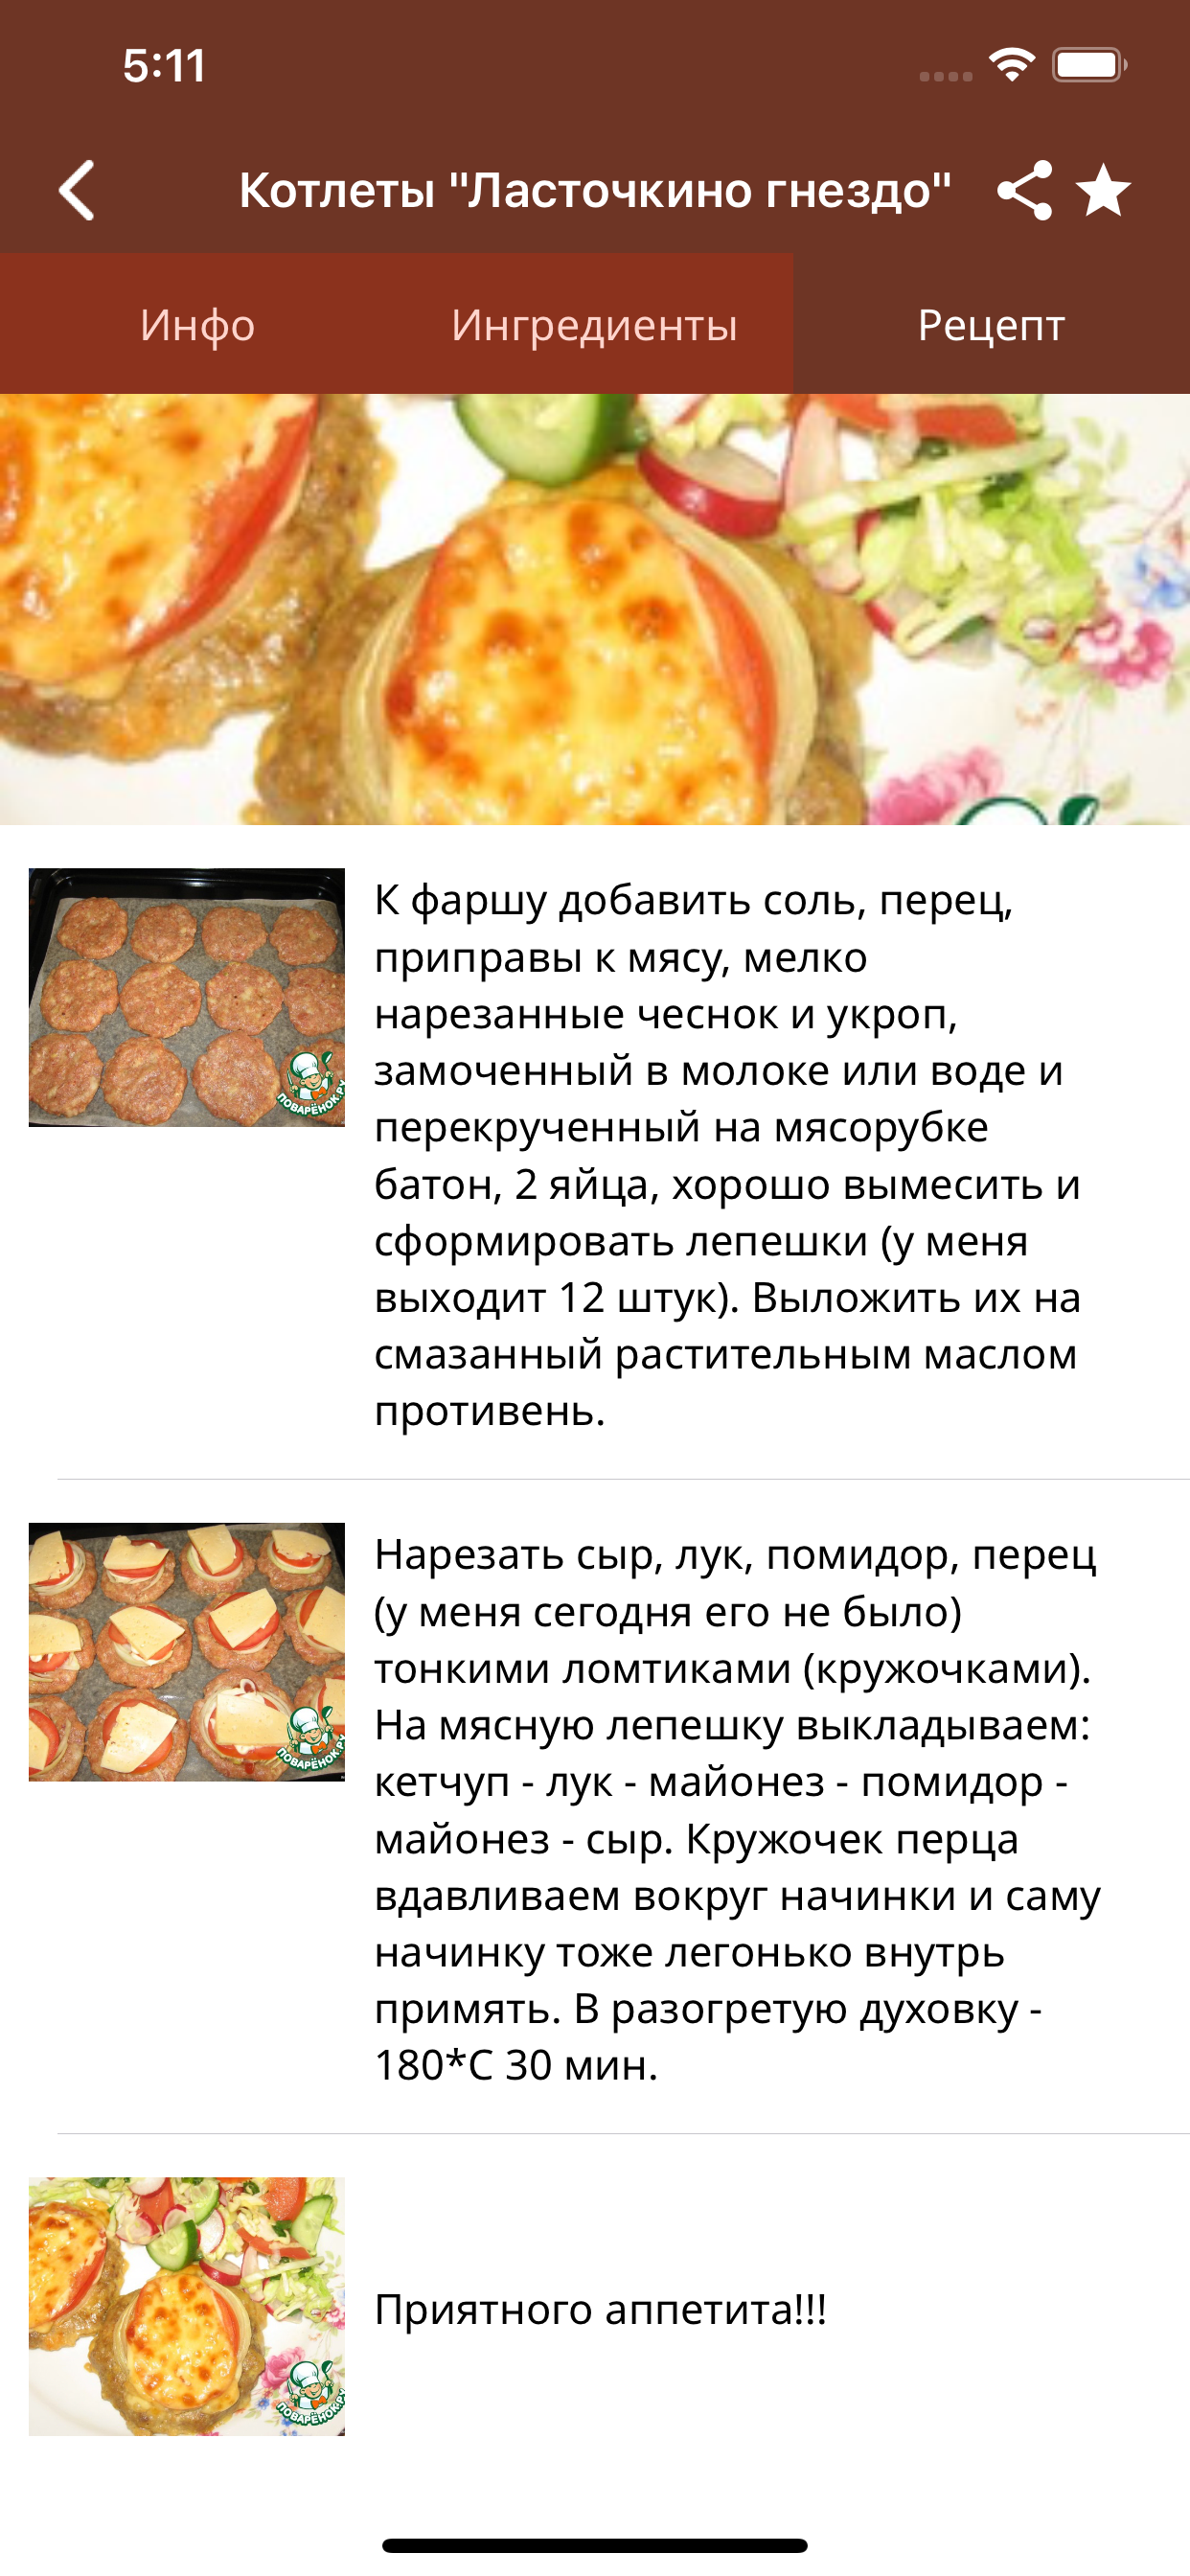 5:11
Котлеты "Ласточкино гнездо"
Инфо
Ингредиенты
Рецепт
К фаршу добавить соль, перец,
приправы к мясу, мелко
нарезанные чеснок и укроп,
замоченный в молоке или воде и
перекрученный на мясорубке
батон, 2 яйца, хорошо вымесить и
сформировать лепешки (у меня
выходит 12 штук). Выложить их на
смазанный растительным маслом
противень.
ПОВАРЁНОК.РУ
Нарезать сыр, лук, помидор, перец
(у меня сегодня его не было)
тонкими ломтиками (кружочками).
На мясную лепешку выкладываем:
кетчуп - лук - майонез - помидор -
майонез - сыр. Кружочек перца
вдавливаем вокруг начинки и саму
начинку тоже легонько внутрь
примять. В разогретую духовку -
180*С 30 мин.
ПОВАРЁНОК.РУ
Приятного аппетита!!!
ПОВАРЁНОК.РУ